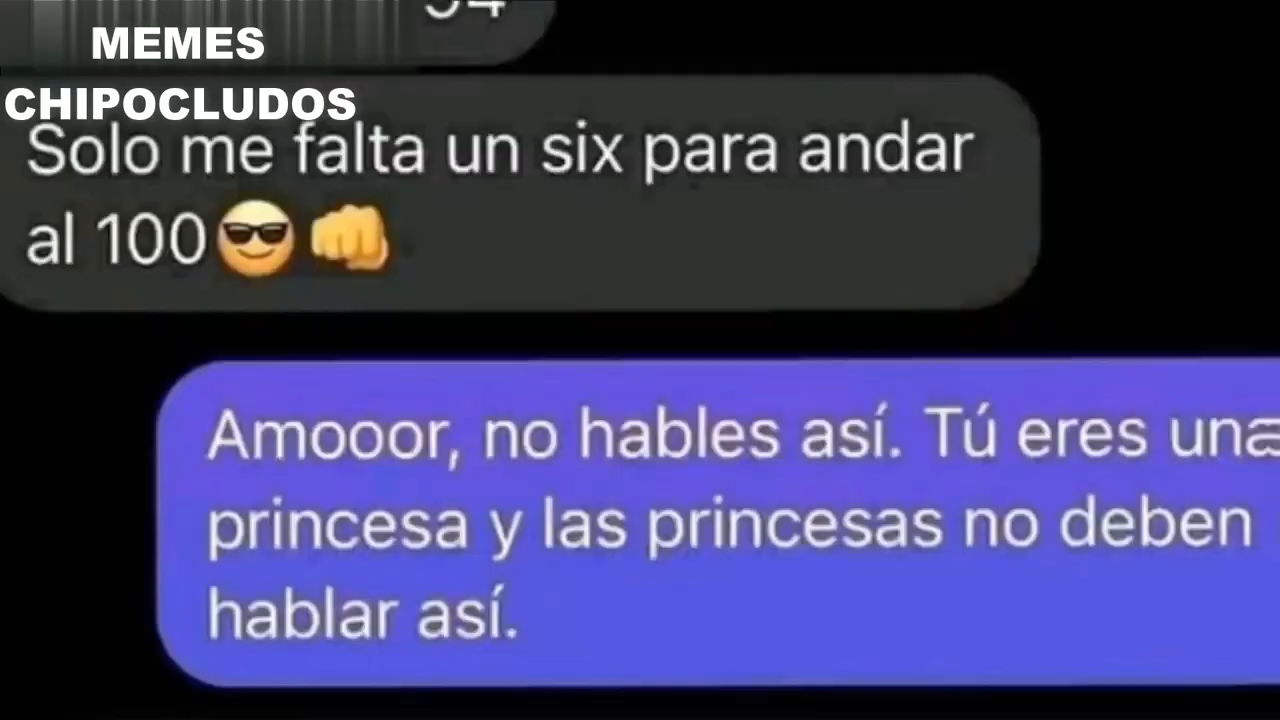 94
MEMES
CHIPOCLUDOS
Solo me falta un six para andar
al 100😎👊
Amooor, no hables así. Tú eres una
princesa y las princesas no deben
hablar así.